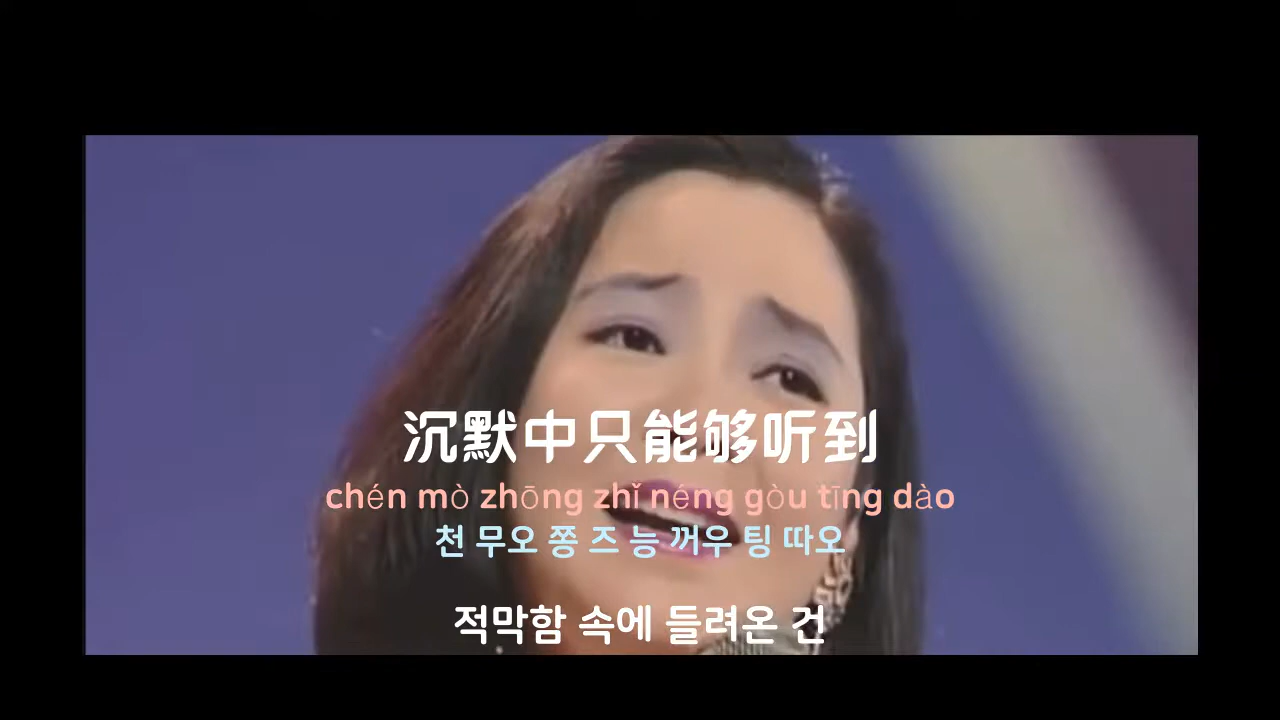 沉默中只能够听到
chén mò zhōng zhǐ néng gòu tīng dào
천 무오 쫑 즈 능 꺼우 팅 따오
적막함 속에 들려온 건